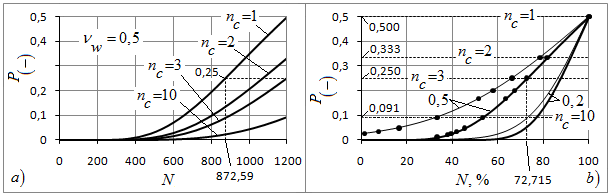 0,5
0,4
0,3
0,2
0,1
0
P(–)
ν_w = 0,5
n_c=1
n_c=2
n_c=3
n_c=10
0,25
0 200 400 600 800 1000 1200
a) N 872,59
0,5
0,4
0,3
0,2
0,1
0
P(–)
0,500
0,333
0,250
0,091
n_c=1
n_c=2
n_c=3
0,5
0,2
n_c=10
0 20 40 60 80 100
N, % 72,715 b)